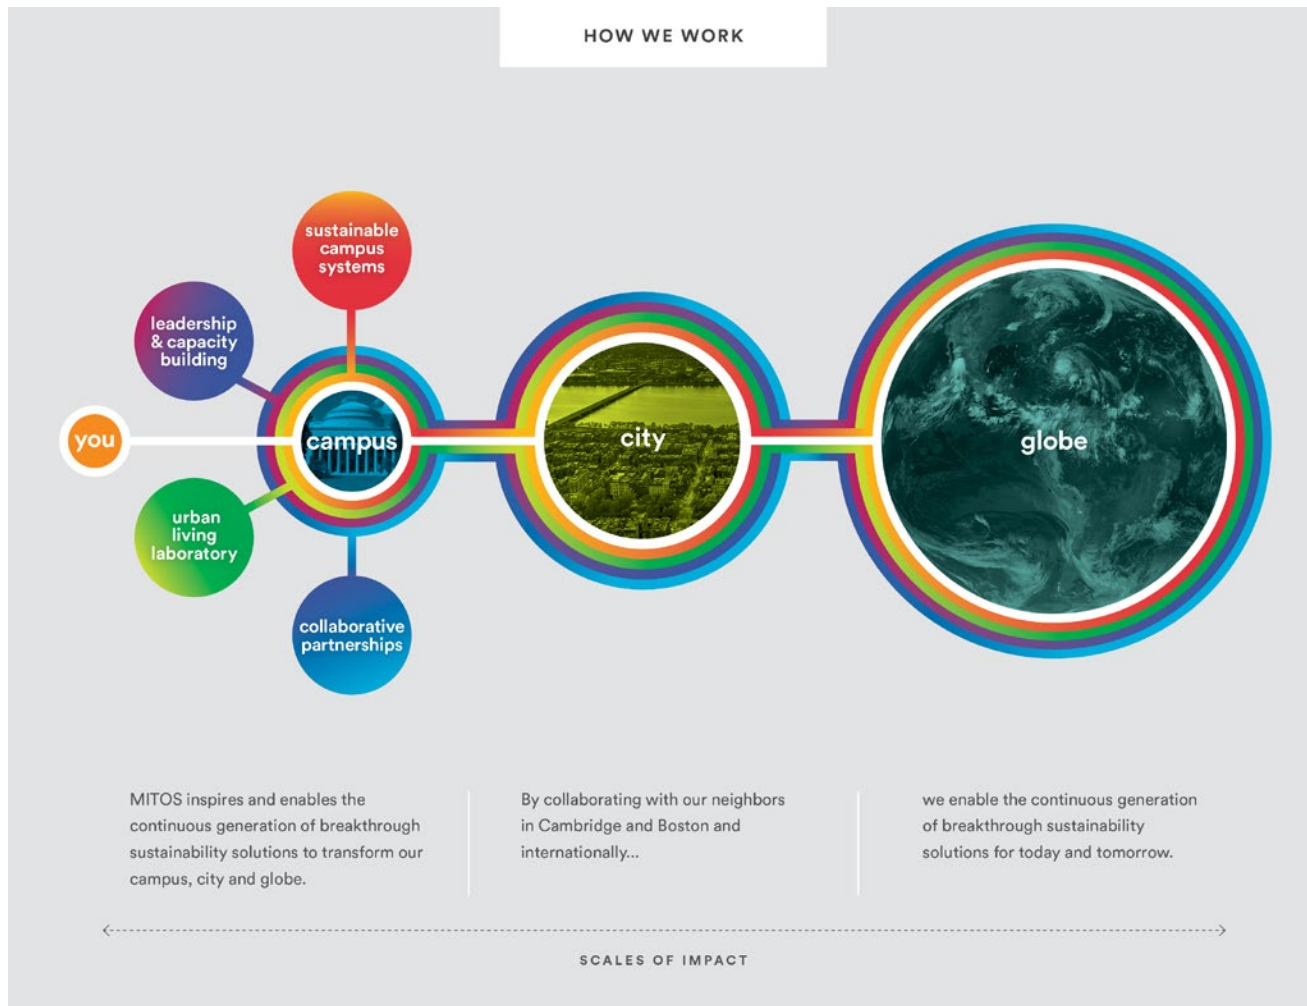 HOW WE WORK
sustainable
campus
systems
leadership
& capacity
building
you
campus
city
globe
urban
living
laboratory
collaborative
partnerships
MITOS inspires and enables the
continuous generation of breakthrough
sustainability solutions to transform our
campus, city and globe.
By collaborating with our neighbors
in Cambridge and Boston and
internationally...
we enable the continuous generation
of breakthrough sustainability
solutions for today and tomorrow.
SCALES OF IMPACT